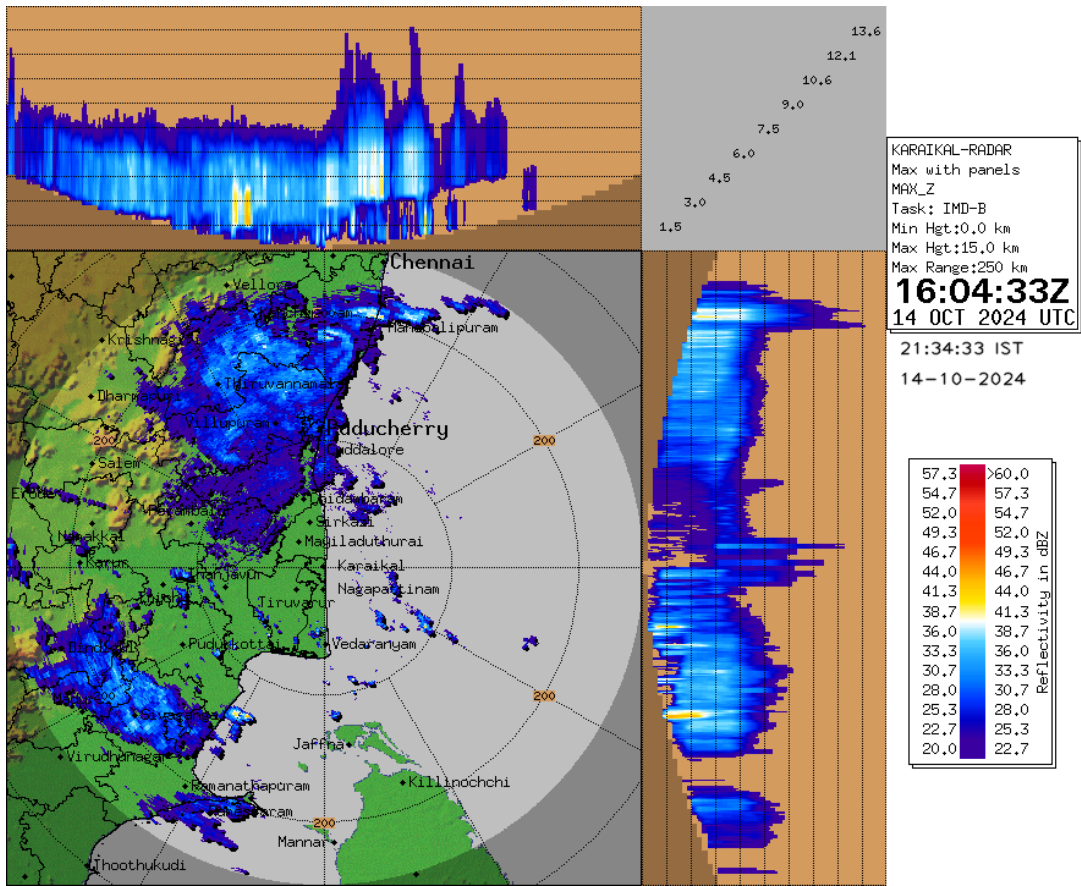 13.6
12.1
10.6
9.0
7.5
6.0
4.5
3.0
1.5
KARAIKAL-RADAR
Max with panels
MAX_Z
Task: IMD-B
Min Hgt:0.0 km
Max Hgt:15.0 km
Max Range:250 km
16:04:33Z
14 OCT 2024 UTC
21:34:33 IST
14-10-2024
Chennai
Vellore
Mahabalipuram
Krishnagiri
Thiruvannamalai
Dharmapuri
Villupuram
Puducherry
200
200
Cuddalore
Salem
Erode
Chidambaram
Perambalur
Sirkazi
Namakkal
Mayiladuthurai
Karur
Karaikal
Thanjavur
Nagapattinam
Trichy
Tiruvarur
Dindigul
Pudukkottai
Vedaranyam
200
Sivaganga
Jaffna
Virudhunagar
Killinochchi
Ramanathapuram
200
Mannar
Thoothukudi
57.3 >60.0
54.7 57.3
52.0 54.7
49.3 52.0
46.7 49.3
44.0 46.7
41.3 44.0
38.7 41.3
36.0 38.7
33.3 36.0
30.7 33.3
28.0 30.7
25.3 28.0
22.7 25.3
20.0 22.7
Reflectivity in dBZ